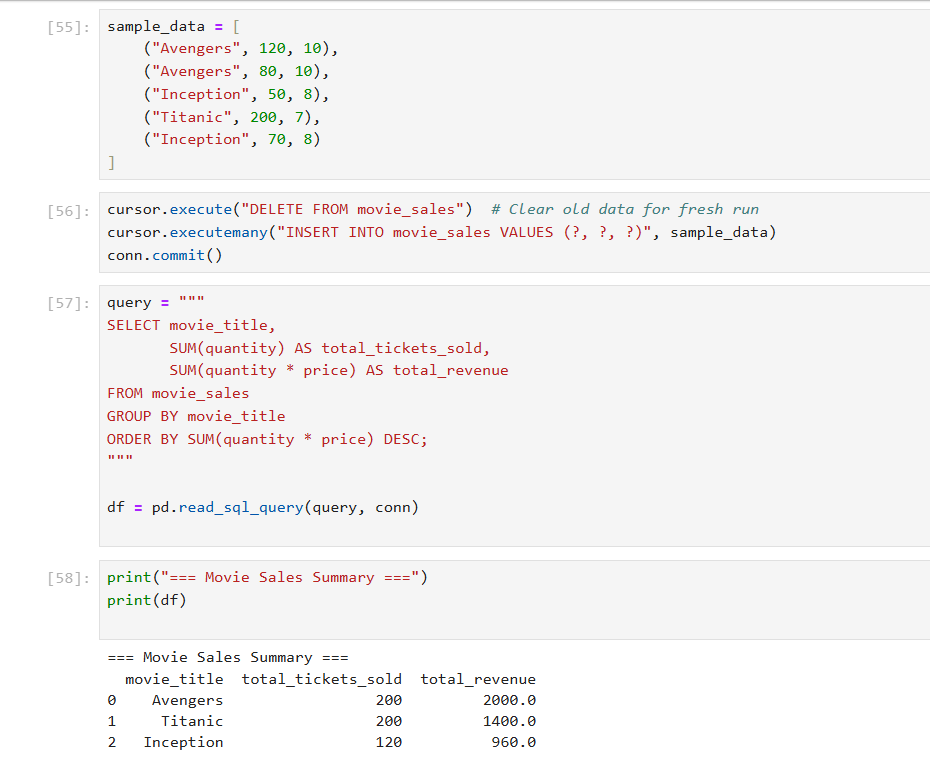 [55]: sample_data = [
("Avengers", 120, 10),
("Avengers", 80, 10),
("Inception", 50, 8),
("Titanic", 200, 7),
("Inception", 70, 8)
]
[56]: cursor.execute("DELETE FROM movie_sales")  # Clear old data for fresh run
cursor.executemany("INSERT INTO movie_sales VALUES (?, ?, ?)", sample_data)
conn.commit()
[57]: query = """
SELECT movie_title,
SUM(quantity) AS total_tickets_sold,
SUM(quantity * price) AS total_revenue
FROM movie_sales
GROUP BY movie_title
ORDER BY SUM(quantity * price) DESC;
"""
df = pd.read_sql_query(query, conn)
[58]: print("=== Movie Sales Summary ===")
print(df)
=== Movie Sales Summary ===
movie_title  total_tickets_sold  total_revenue
0    Avengers                 200         2000.0
1     Titanic                 200         1400.0
2   Inception                 120          960.0